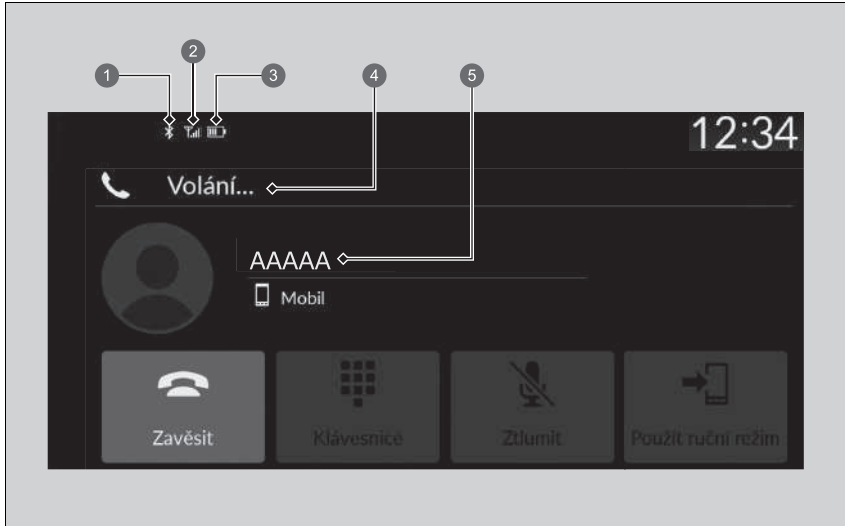 2
1 3 4 5
12:34
Volání...
AAAAA
Mobil
Zavěsit Klávesnice Ztlumit Použít ruční režim